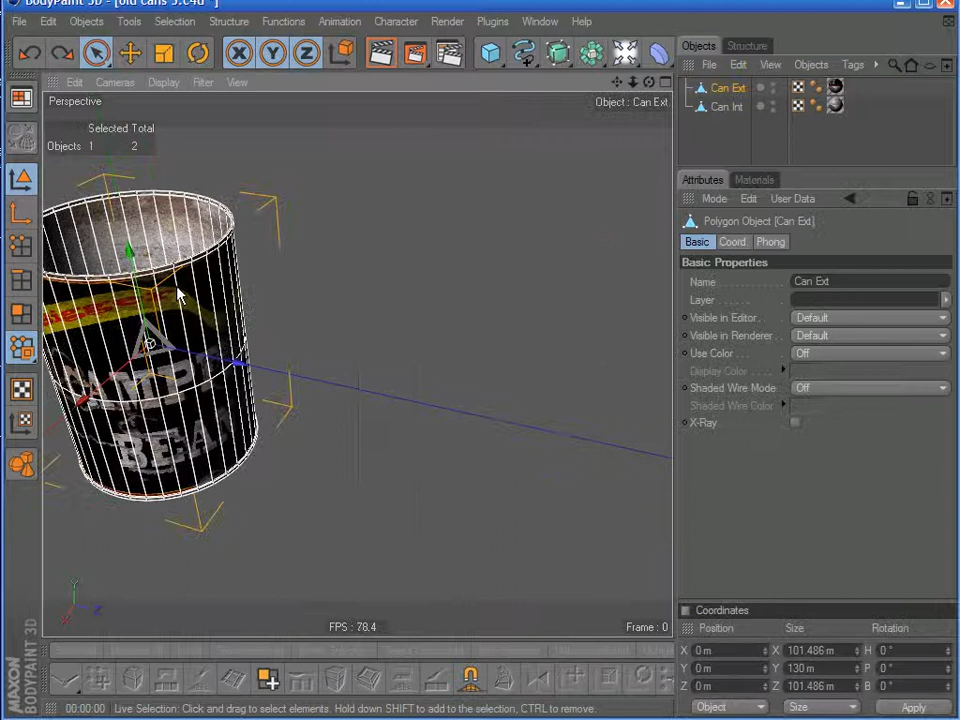 BodyPaint 3D - [old cans 3.c4d *]
File Edit Objects Tools Selection Structure Functions Animation Character Render Plugins Window Help
Objects Structure
Edit Cameras Display Filter View
File Edit View Objects Tags
Perspective
Object : Can Ext
Can Ext
Can Int
Selected Total
Objects 1 2
Attributes Materials
Mode Edit User Data
Polygon Object [Can Ext]
Basic Coord Phong
Basic Properties
Name Can Ext
Layer
Visible in Editor Default
Visible in Renderer Default
Use Color Off
Display Color
Shaded Wire Mode Off
Shaded Wire Color
X-Ray
AMP
BEA
FPS : 78.4
Frame : 0
Coordinates
Position Size Rotation
X 0 m X 101.486 m H 0 °
Y 0 m Y 130 m P 0 °
Z 0 m Z 101.486 m B 0 °
Object Size Apply
MAXON
BODYPAINT 3D
00:00:00 Live Selection: Click and drag to select elements. Hold down SHIFT to add to the selection, CTRL to remove.